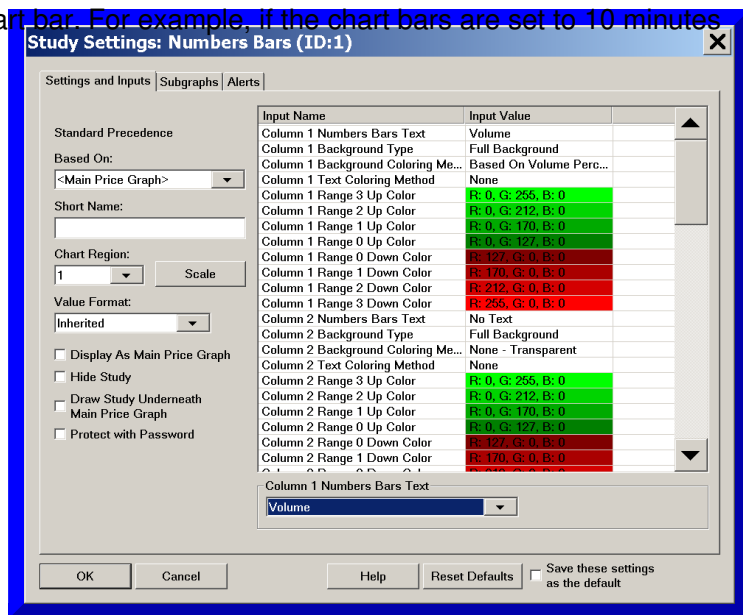 art bar. For example, if the chart bars are set to 10 minutes
Study Settings: Numbers Bars (ID:1)
Settings and Inputs Subgraphs Alerts
Standard Precedence
Based On:
<Main Price Graph>
Short Name:
Chart Region:
1 Scale
Value Format:
Inherited
Display As Main Price Graph
Hide Study
Draw Study Underneath
Main Price Graph
Protect with Password
Input Name Input Value
Column 1 Numbers Bars Text Volume
Column 1 Background Type Full Background
Column 1 Background Coloring Me... Based On Volume Perc...
Column 1 Text Coloring Method None
Column 1 Range 3 Up Color R: 0, G: 255, B: 0
Column 1 Range 2 Up Color R: 0, G: 212, B: 0
Column 1 Range 1 Up Color R: 0, G: 170, B: 0
Column 1 Range 0 Up Color R: 0, G: 127, B: 0
Column 1 Range 0 Down Color R: 127, G: 0, B: 0
Column 1 Range 1 Down Color R: 170, G: 0, B: 0
Column 1 Range 2 Down Color R: 212, G: 0, B: 0
Column 1 Range 3 Down Color R: 255, G: 0, B: 0
Column 2 Numbers Bars Text No Text
Column 2 Background Type Full Background
Column 2 Background Coloring Me... None - Transparent
Column 2 Text Coloring Method None
Column 2 Range 3 Up Color R: 0, G: 255, B: 0
Column 2 Range 2 Up Color R: 0, G: 212, B: 0
Column 2 Range 1 Up Color R: 0, G: 170, B: 0
Column 2 Range 0 Up Color R: 0, G: 127, B: 0
Column 2 Range 0 Down Color R: 127, G: 0, B: 0
Column 2 Range 1 Down Color R: 170, G: 0, B: 0
Column 1 Numbers Bars Text
Volume
OK Cancel Help Reset Defaults Save these settings
as the default